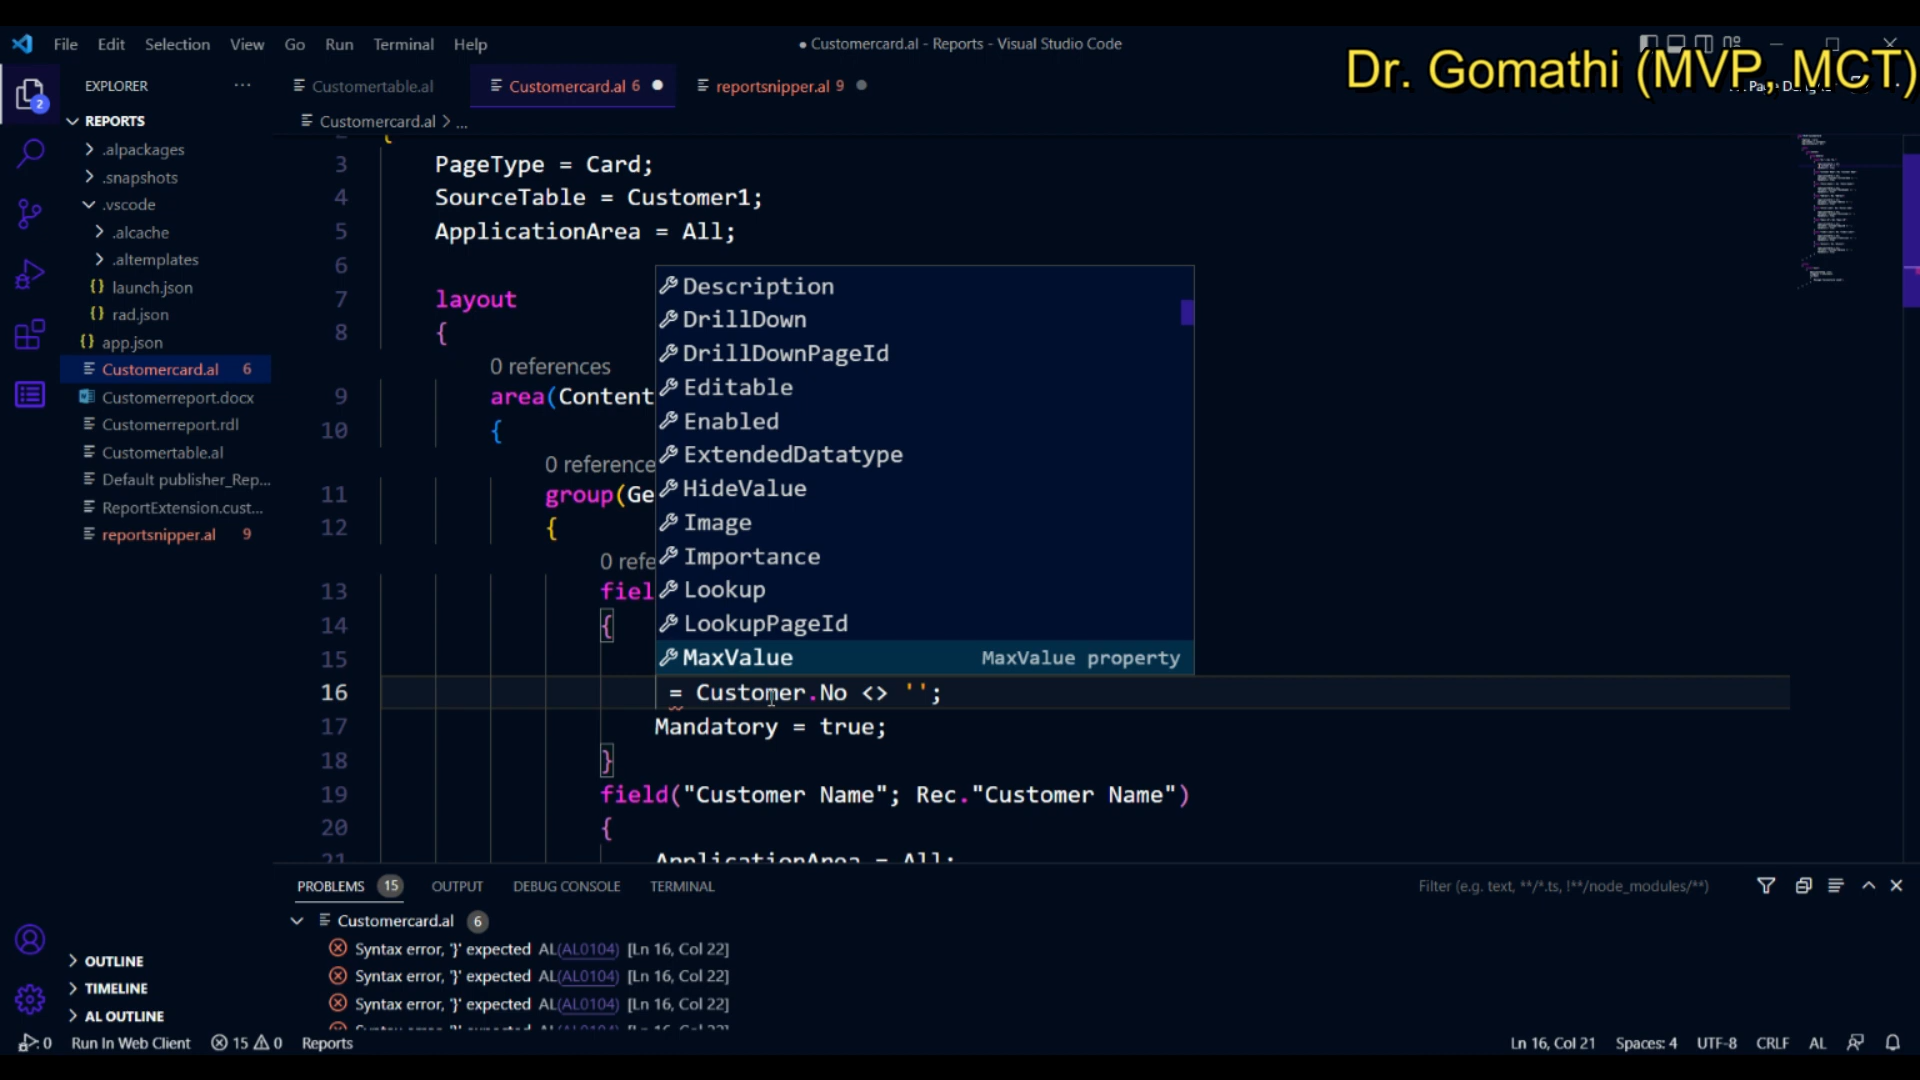 File Edit Selection View Go Run Terminal Help
● Customercard.al - Reports - Visual Studio Code
Dr. Gomathi (MVP, MCT)
EXPLORER
Customertable.al
Customercard.al 6
reportsnipper.al 9
2
REPORTS
Customercard.al > ...
.alpackages
.snapshots
.vscode
.alcache
.altemplates
launch.json
rad.json
app.json
Customercard.al 6
Customerreport.docx
Customerreport.rdl
Customertable.al
Default publisher_Rep...
ReportExtension.cust...
reportsnipper.al 9
OUTLINE
TIMELINE
AL OUTLINE
3 PageType = Card;
4 SourceTable = Customer1;
5 ApplicationArea = All;
6
7 layout
8 {
0 references
9 area(Content
10 {
0 reference
11 group(Ge
12 {
0 refe
13 fiel
14 {
15
16 = Customer.No <> '';
17 Mandatory = true;
18 }
19 field("Customer Name"; Rec."Customer Name")
20 {
21 ApplicationArea = All;
Description
DrillDown
DrillDownPageId
Editable
Enabled
ExtendedDatatype
HideValue
Image
Importance
Lookup
LookupPageId
MaxValue MaxValue property
PROBLEMS 15 OUTPUT DEBUG CONSOLE TERMINAL
Filter (e.g. text, **/*.ts, !**/node_modules/**)
Customercard.al 6
Syntax error, '}' expected AL(AL0104) [Ln 16, Col 22]
Syntax error, '}' expected AL(AL0104) [Ln 16, Col 22]
Syntax error, '}' expected AL(AL0104) [Ln 16, Col 22]
0 Run In Web Client 15 0 Reports
Ln 16, Col 21 Spaces: 4 UTF-8 CRLF AL